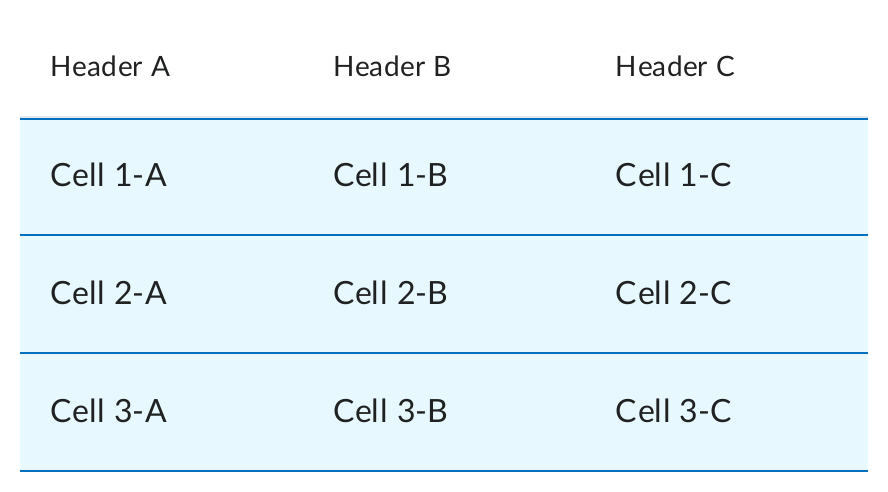 Header A Header B Header C
Cell 1-A Cell 1-B Cell 1-C
Cell 2-A Cell 2-B Cell 2-C
Cell 3-A Cell 3-B Cell 3-C